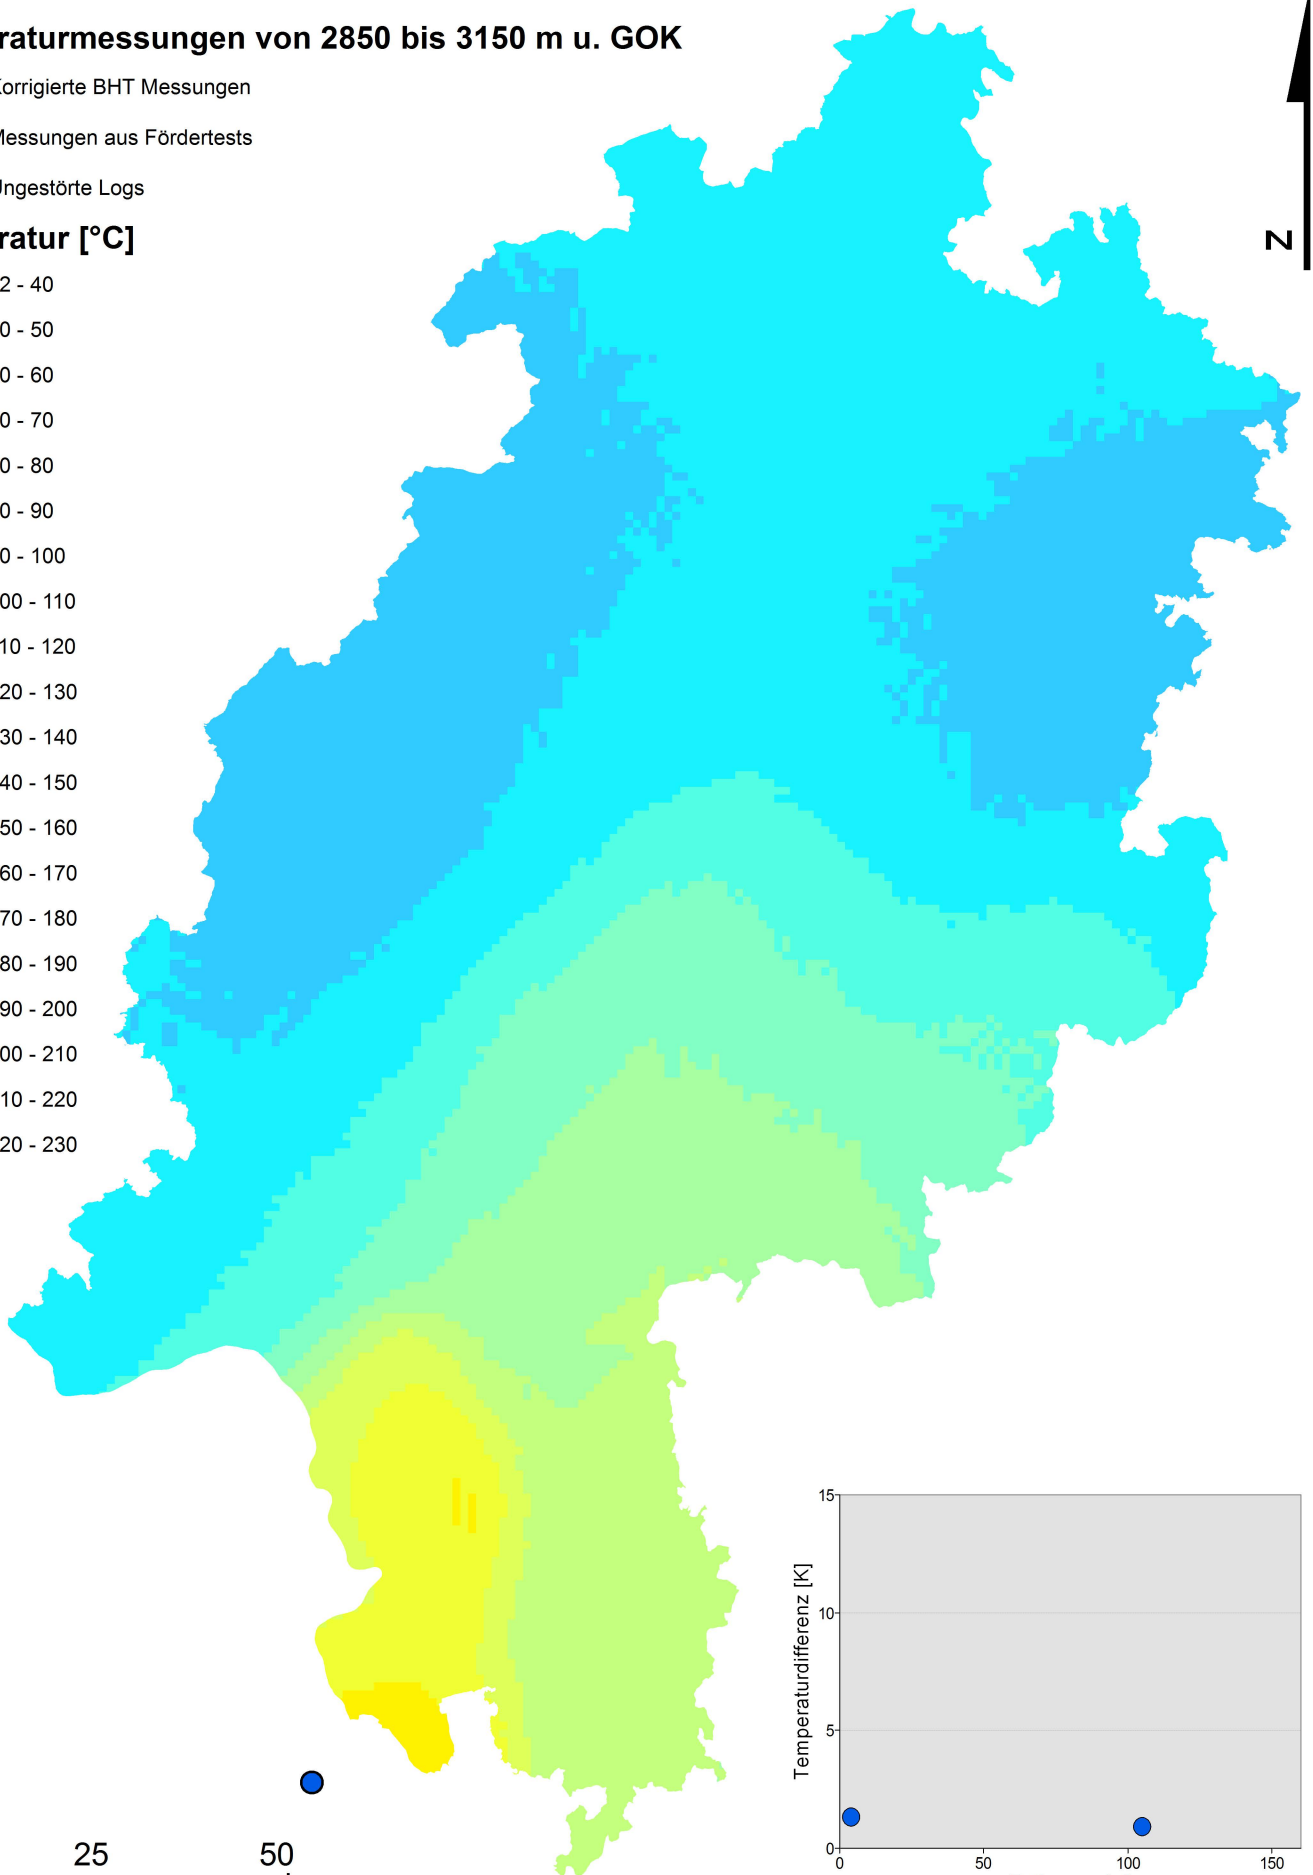 raturmessungen von 2850 bis 3150 m u. GOK
Korrigierte BHT Messungen
Messungen aus Fördertests
Ungestörte Logs
ratur [°C]
2 - 40
0 - 50
0 - 60
0 - 70
0 - 80
0 - 90
0 - 100
00 - 110
10 - 120
20 - 130
30 - 140
40 - 150
50 - 160
60 - 170
70 - 180
80 - 190
90 - 200
00 - 210
10 - 220
20 - 230
N
25 50
Temperaturdifferenz [K]
15
10
5
0
0 50 100 150